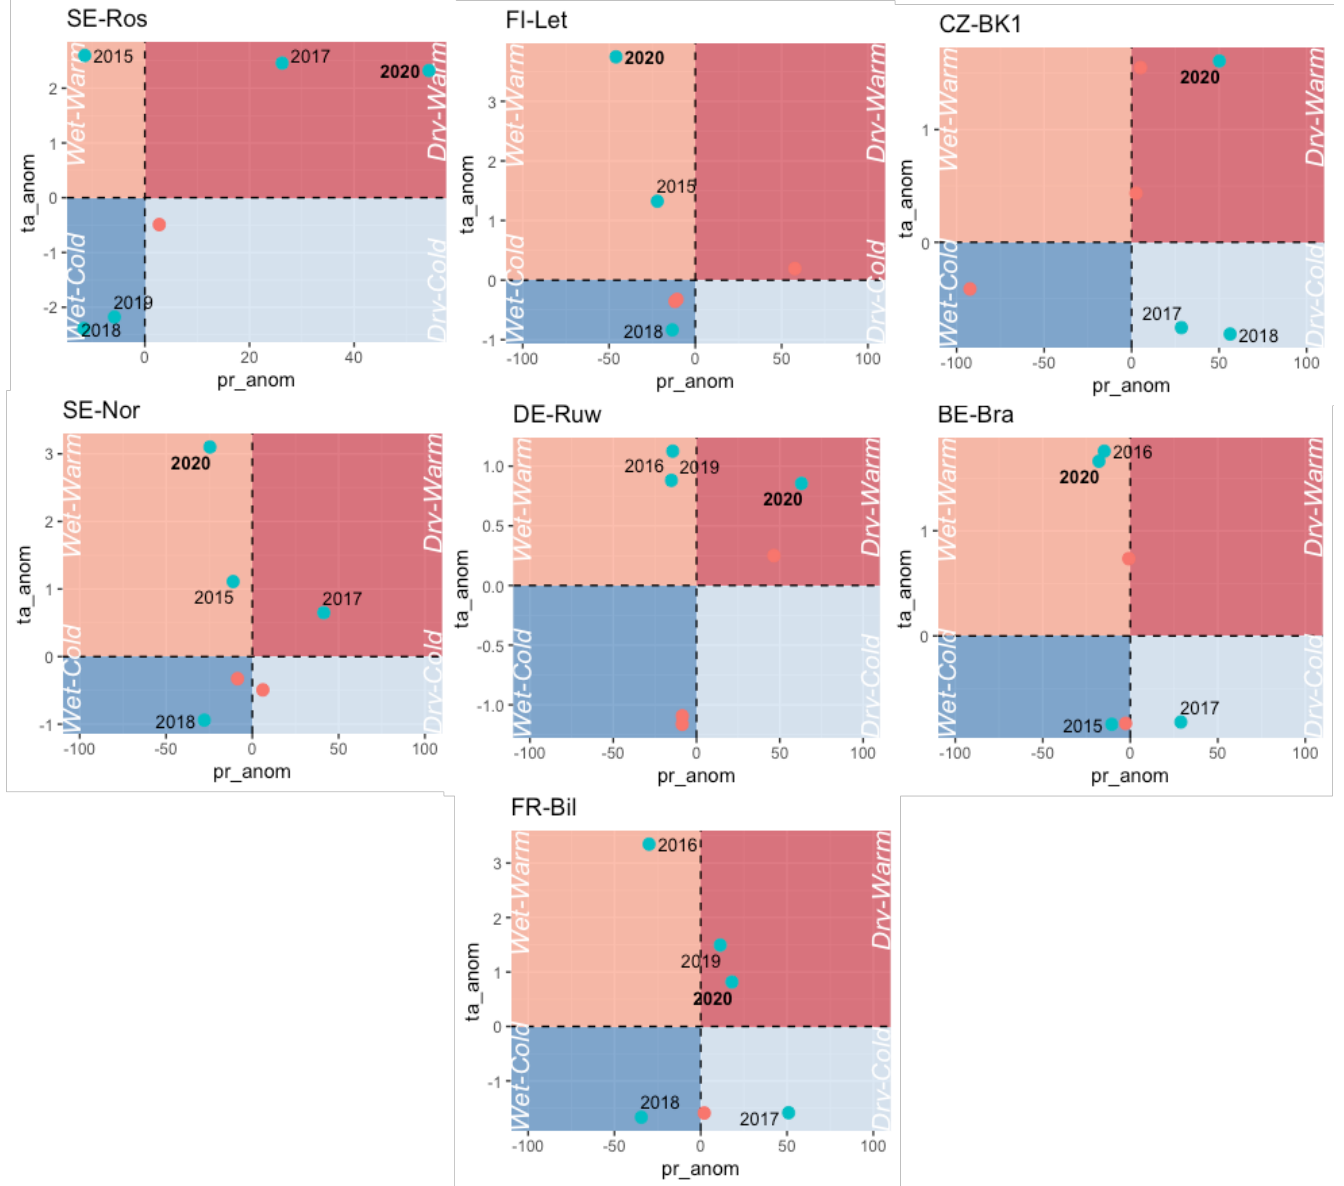 SE-Ros
Wet-Warm
Dry-Warm
Wet-Cold
Dry-Cold
2015
2017
2020
2019
2018
2
1
0
-1
-2
ta_anom
0
20
40
pr_anom
FI-Let
Wet-Warm
Dry-Warm
Wet-Cold
Dry-Cold
2020
2015
2018
3
2
1
0
-1
ta_anom
-100
-50
0
50
100
pr_anom
CZ-BK1
Wet-Warm
Dry-Warm
Wet-Cold
Dry-Cold
2020
2017
2018
1
0
ta_anom
-100
-50
0
50
100
pr_anom
SE-Nor
Wet-Warm
Dry-Warm
Wet-Cold
Dry-Cold
2020
2015
2017
2018
3
2
1
0
-1
ta_anom
-100
-50
0
50
100
pr_anom
DE-Ruw
Wet-Warm
Dry-Warm
Wet-Cold
Dry-Cold
2016
2019
2020
1.0
0.5
0.0
-0.5
-1.0
ta_anom
-100
-50
0
50
100
pr_anom
BE-Bra
Wet-Warm
Dry-Warm
Wet-Cold
Dry-Cold
2016
2020
2015
2017
1
0
ta_anom
-100
-50
0
50
100
pr_anom
FR-Bil
Wet-Warm
Dry-Warm
Wet-Cold
Dry-Cold
2016
2019
2020
2018
2017
3
2
1
0
-1
ta_anom
-100
-50
0
50
100
pr_anom